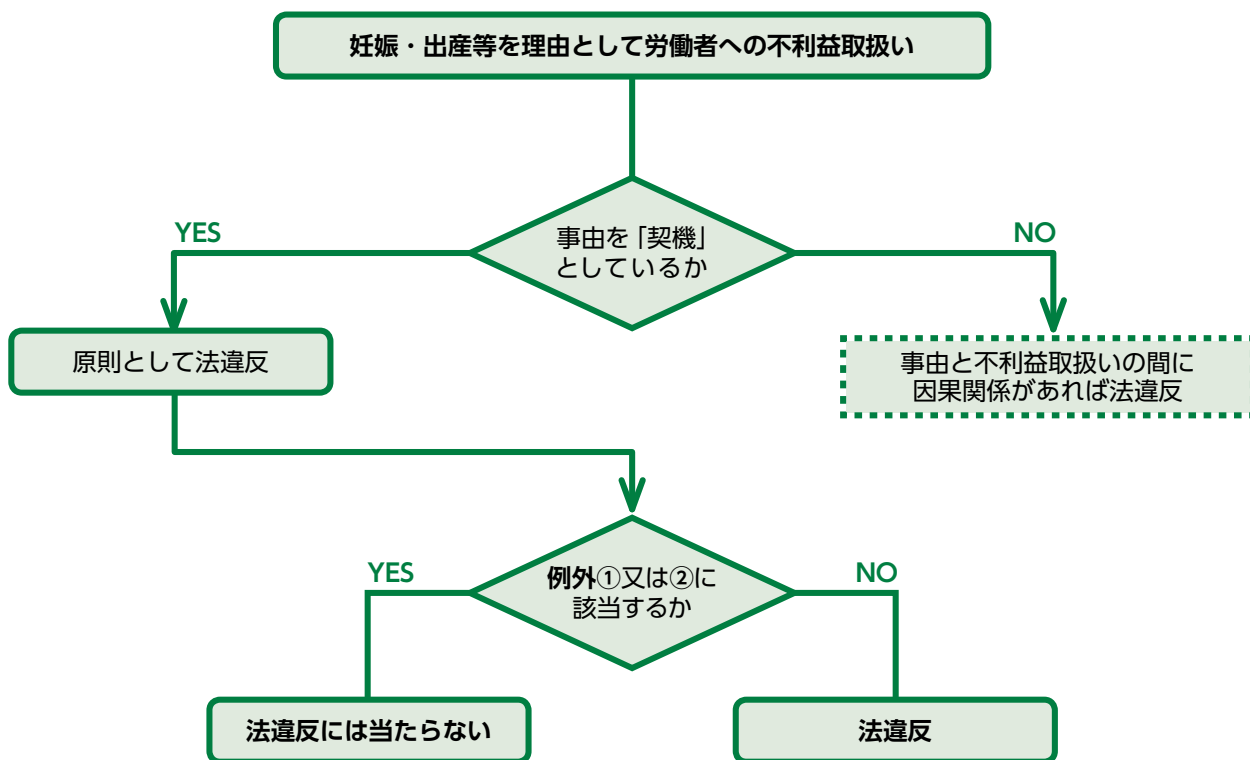 妊娠・出産等を理由として労働者への不利益取扱い
事由を「契機」
としているか
YES
NO
原則として法違反
事由と不利益取扱いの間に
因果関係があれば法違反
例外①又は②に
該当するか
YES
NO
法違反には当たらない
法違反